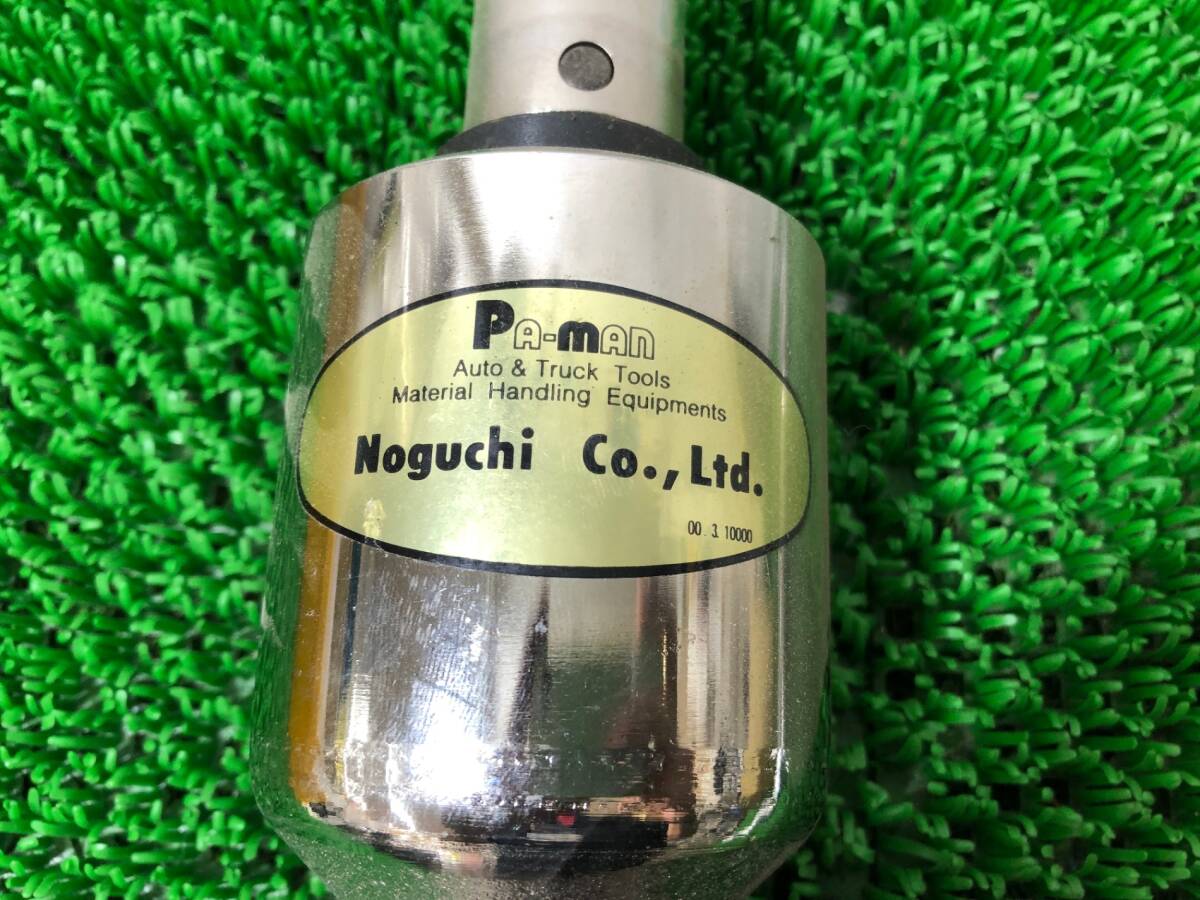 PA-MAN
Auto & Truck Tools
Material Handling Equipments
Noguchi Co., Ltd.
00. 3. 10000